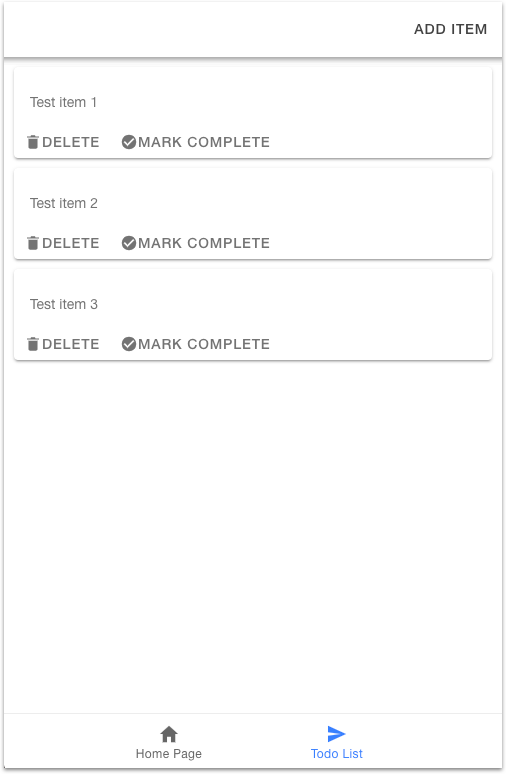 ADD ITEM
Test item 1
DELETE MARK COMPLETE
Test item 2
DELETE MARK COMPLETE
Test item 3
DELETE MARK COMPLETE
Home Page Todo List